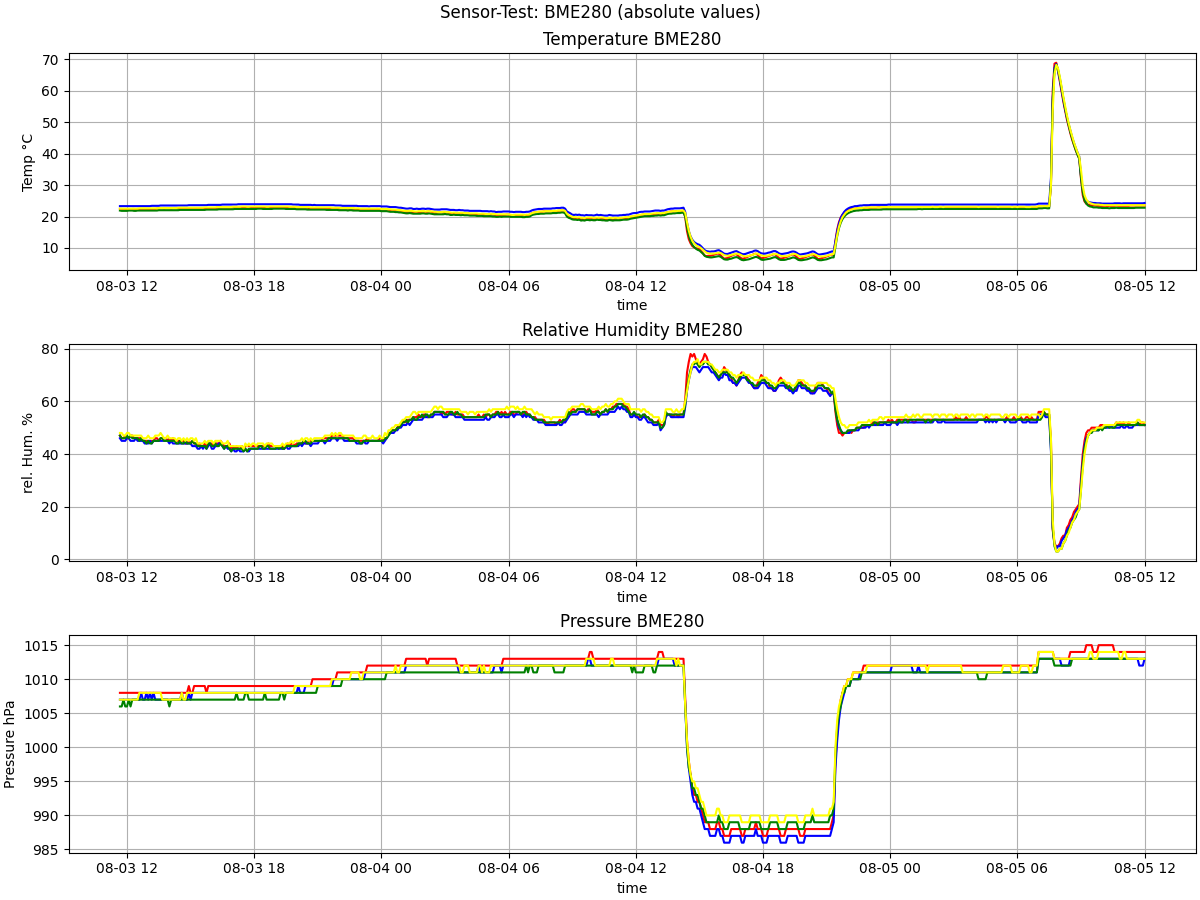 Sensor-Test: BME280 (absolute values)
Temperature BME280
Temp °C
70
60
50
40
30
20
10
08-03 12 08-03 18 08-04 00 08-04 06 08-04 12 08-04 18 08-05 00 08-05 06 08-05 12
time
Relative Humidity BME280
rel. Hum. %
80
60
40
20
0
08-03 12 08-03 18 08-04 00 08-04 06 08-04 12 08-04 18 08-05 00 08-05 06 08-05 12
time
Pressure BME280
Pressure hPa
1015
1010
1005
1000
995
990
985
08-03 12 08-03 18 08-04 00 08-04 06 08-04 12 08-04 18 08-05 00 08-05 06 08-05 12
time